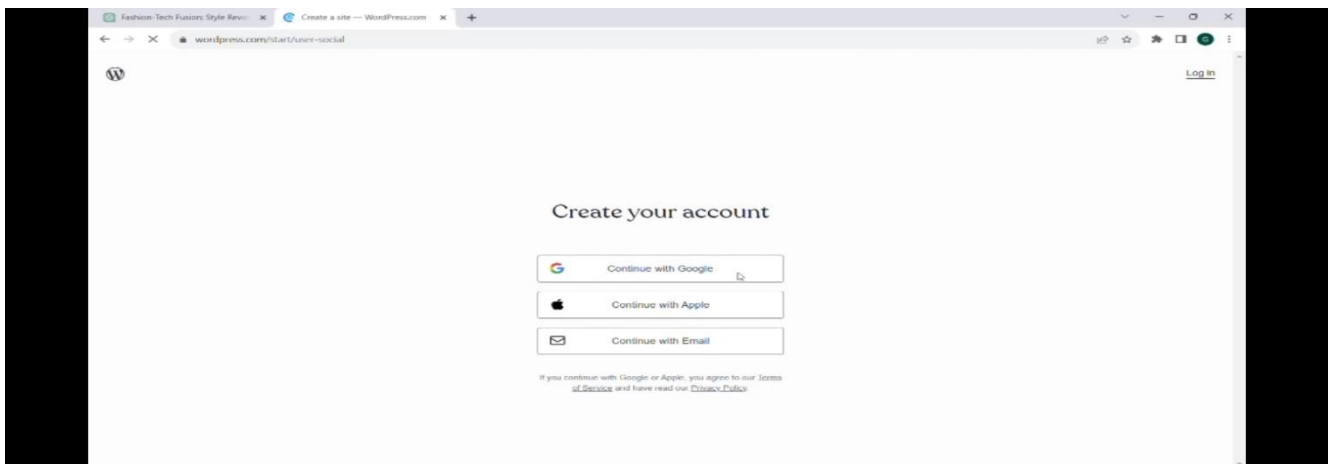 Fashion-Tech Fusion: Style Revo
Create a site — WordPress.com
wordpress.com/start/user-social
G
Log In
Create your account
Continue with Google
Continue with Apple
Continue with Email
If you continue with Google or Apple, you agree to our Terms
of Service and have read our Privacy Policy.